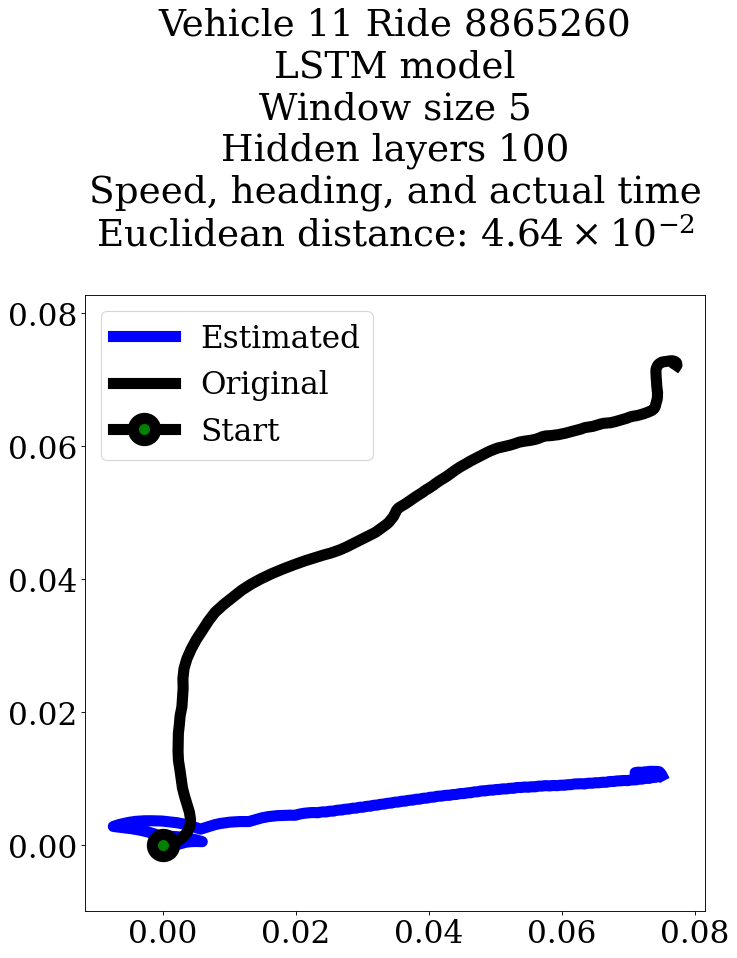 Vehicle 11 Ride 8865260
LSTM model
Window size 5
Hidden layers 100
Speed, heading, and actual time
Euclidean distance: 4.64 × 10⁻²
0.08
0.06
0.04
0.02
0.00
Estimated
Original
Start
0.00 0.02 0.04 0.06 0.08